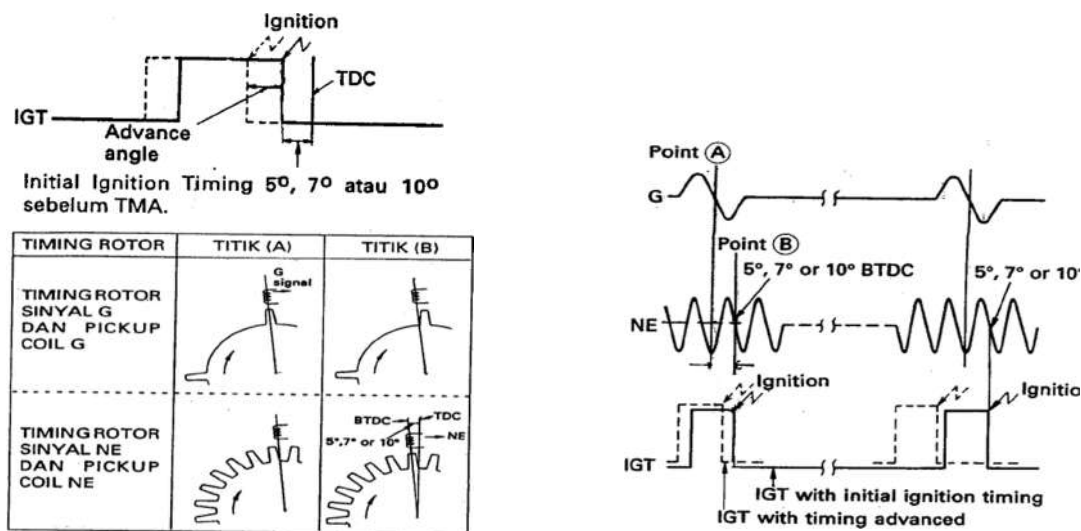 Ignition
TDC
IGT
Advance
angle
Initial Ignition Timing 5º, 7º atau 10º
sebelum TMA.
TIMING ROTOR
TITIK (A)
TITIK (B)
TIMING ROTOR
SINYAL G
DAN PICKUP
COIL G
G
signal
TIMING ROTOR
SINYAL NE
DAN PICKUP
COIL NE
BTDC
TDC
5º,7º or 10º
NE
Point A
G
Point B
5º, 7º or 10º BTDC
5º, 7º or 10º
NE
Ignition
Ignition
IGT
IGT with initial ignition timing
IGT with timing advanced